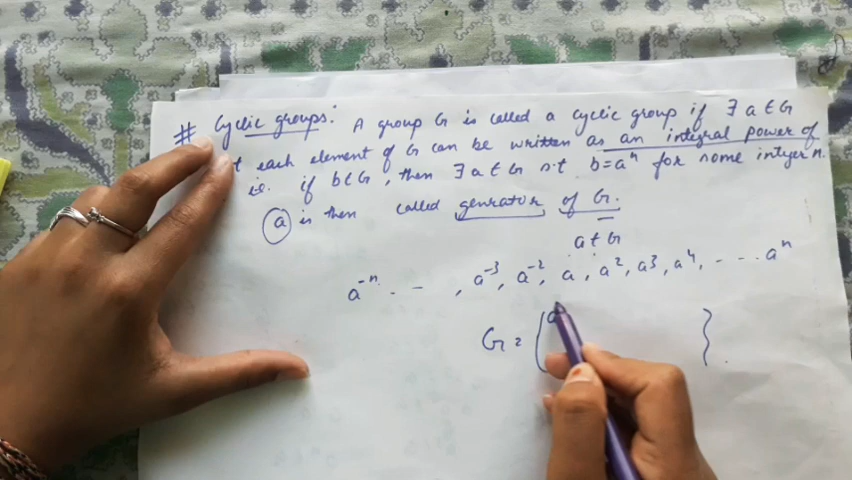 # Cyclic groups: A group G is called a cyclic group if ∃ a ∈ G
t each element of G can be written as an integral power of
i.e. if b∈G, then ∃ a ∈ G s.t b=aⁿ for some integer n.
a is then called genrator of G.
a ∈ G
a⁻ⁿ . . - - , a⁻³, a⁻², a, a², a³, a⁴, - - - . aⁿ
G = { a }